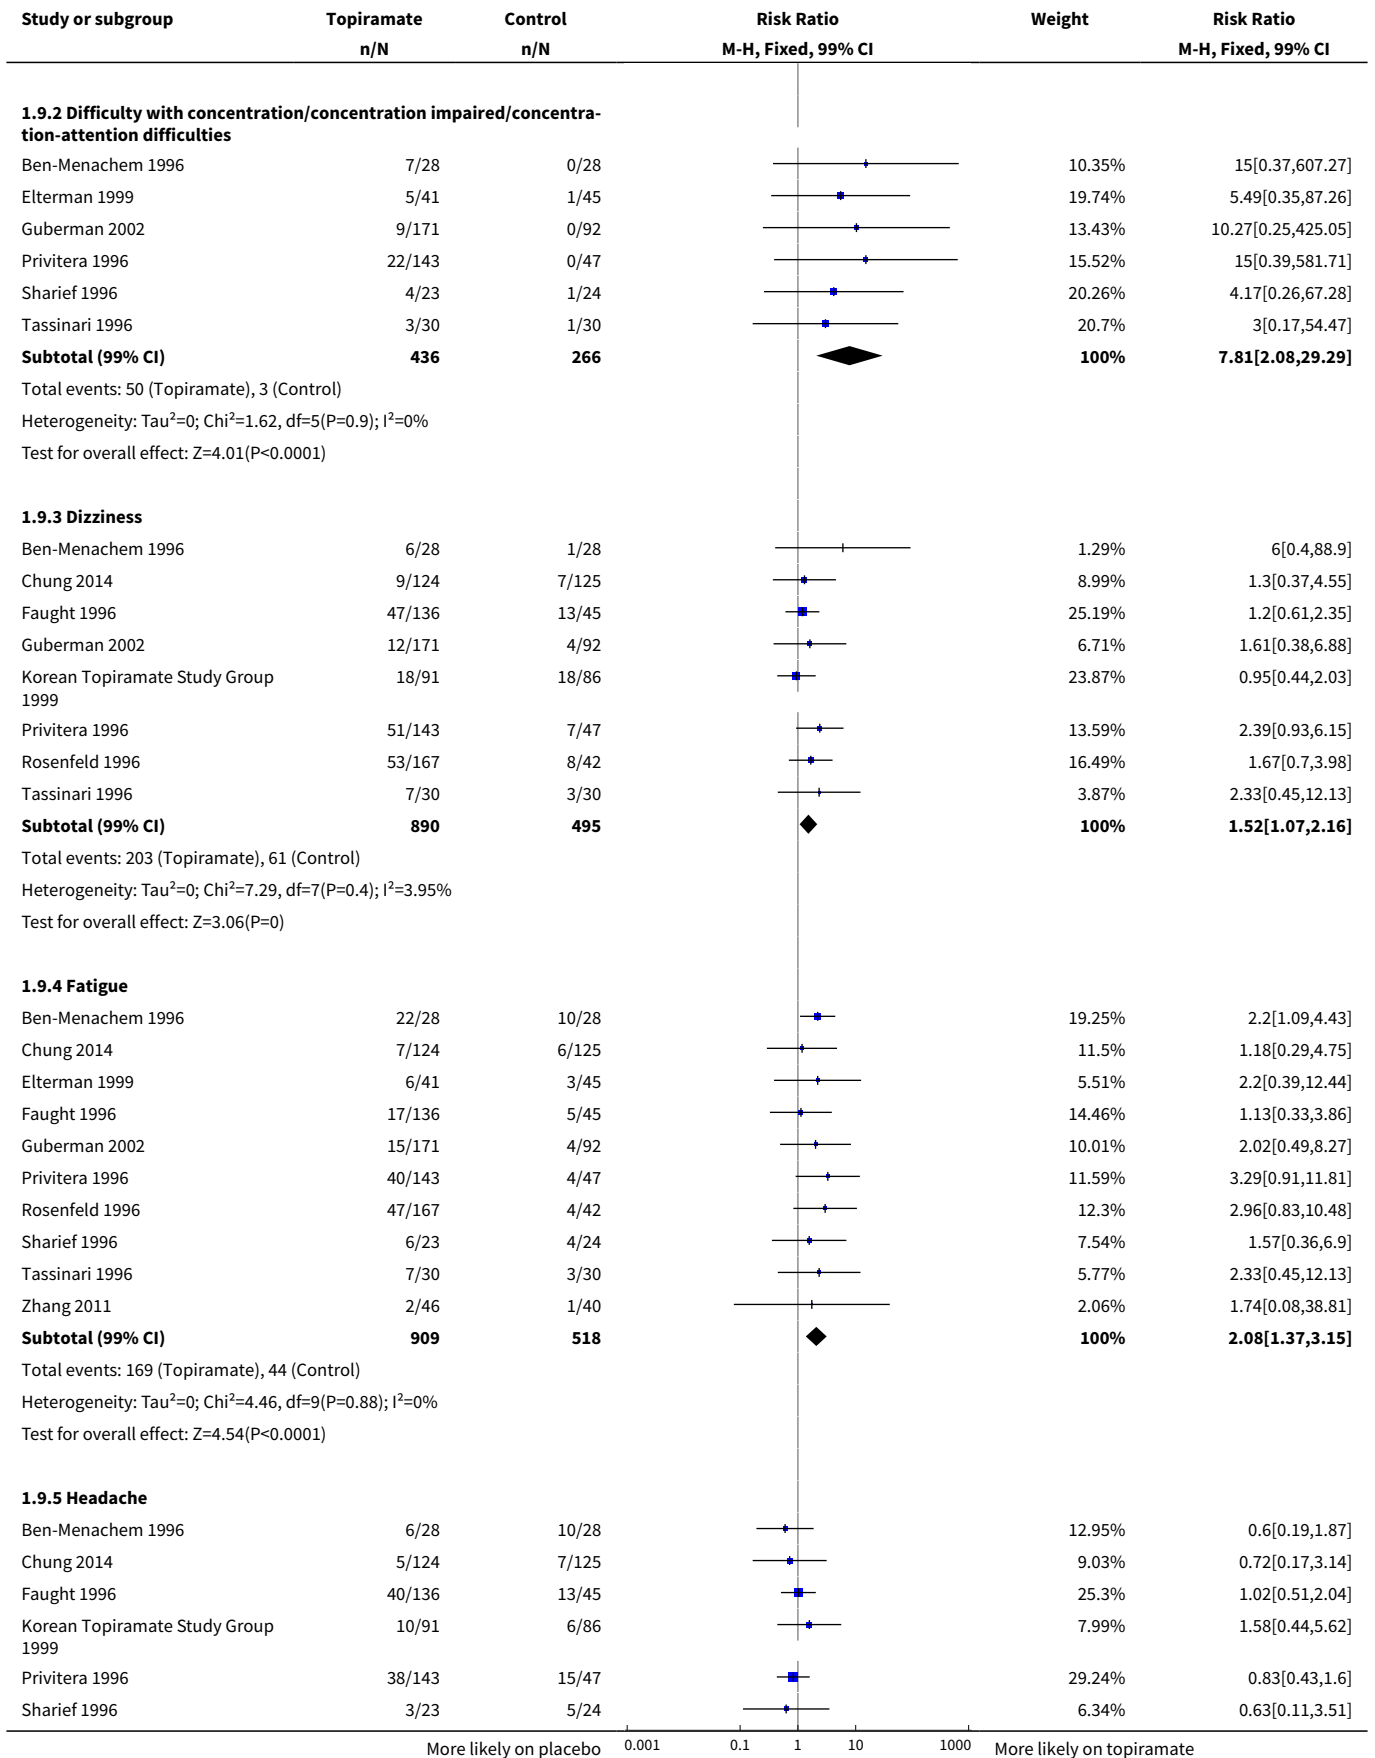 Study or subgroup Topiramate Control Risk Ratio Weight Risk Ratio
n/N n/N M-H, Fixed, 99% CI M-H, Fixed, 99% CI
1.9.2 Difficulty with concentration/concentration impaired/concentra-
tion-attention difficulties
Ben-Menachem 1996 7/28 0/28 10.35% 15[0.37,607.27]
Elterman 1999 5/41 1/45 19.74% 5.49[0.35,87.26]
Guberman 2002 9/171 0/92 13.43% 10.27[0.25,425.05]
Privitera 1996 22/143 0/47 15.52% 15[0.39,581.71]
Sharief 1996 4/23 1/24 20.26% 4.17[0.26,67.28]
Tassinari 1996 3/30 1/30 20.7% 3[0.17,54.47]
Subtotal (99% CI) 436 266 100% 7.81[2.08,29.29]
Total events: 50 (Topiramate), 3 (Control)
Heterogeneity: Tau²=0; Chi²=1.62, df=5(P=0.9); I²=0%
Test for overall effect: Z=4.01(P<0.0001)
1.9.3 Dizziness
Ben-Menachem 1996 6/28 1/28 1.29% 6[0.4,88.9]
Chung 2014 9/124 7/125 8.99% 1.3[0.37,4.55]
Faught 1996 47/136 13/45 25.19% 1.2[0.61,2.35]
Guberman 2002 12/171 4/92 6.71% 1.61[0.38,6.88]
Korean Topiramate Study Group 18/91 18/86 23.87% 0.95[0.44,2.03]
1999
Privitera 1996 51/143 7/47 13.59% 2.39[0.93,6.15]
Rosenfeld 1996 53/167 8/42 16.49% 1.67[0.7,3.98]
Tassinari 1996 7/30 3/30 3.87% 2.33[0.45,12.13]
Subtotal (99% CI) 890 495 100% 1.52[1.07,2.16]
Total events: 203 (Topiramate), 61 (Control)
Heterogeneity: Tau²=0; Chi²=7.29, df=7(P=0.4); I²=3.95%
Test for overall effect: Z=3.06(P=0)
1.9.4 Fatigue
Ben-Menachem 1996 22/28 10/28 19.25% 2.2[1.09,4.43]
Chung 2014 7/124 6/125 11.5% 1.18[0.29,4.75]
Elterman 1999 6/41 3/45 5.51% 2.2[0.39,12.44]
Faught 1996 17/136 5/45 14.46% 1.13[0.33,3.86]
Guberman 2002 15/171 4/92 10.01% 2.02[0.49,8.27]
Privitera 1996 40/143 4/47 11.59% 3.29[0.91,11.81]
Rosenfeld 1996 47/167 4/42 12.3% 2.96[0.83,10.48]
Sharief 1996 6/23 4/24 7.54% 1.57[0.36,6.9]
Tassinari 1996 7/30 3/30 5.77% 2.33[0.45,12.13]
Zhang 2011 2/46 1/40 2.06% 1.74[0.08,38.81]
Subtotal (99% CI) 909 518 100% 2.08[1.37,3.15]
Total events: 169 (Topiramate), 44 (Control)
Heterogeneity: Tau²=0; Chi²=4.46, df=9(P=0.88); I²=0%
Test for overall effect: Z=4.54(P<0.0001)
1.9.5 Headache
Ben-Menachem 1996 6/28 10/28 12.95% 0.6[0.19,1.87]
Chung 2014 5/124 7/125 9.03% 0.72[0.17,3.14]
Faught 1996 40/136 13/45 25.3% 1.02[0.51,2.04]
Korean Topiramate Study Group 10/91 6/86 7.99% 1.58[0.44,5.62]
1999
Privitera 1996 38/143 15/47 29.24% 0.83[0.43,1.6]
Sharief 1996 3/23 5/24 6.34% 0.63[0.11,3.51]
More likely on placebo 0.001 0.1 1 10 1000 More likely on topiramate